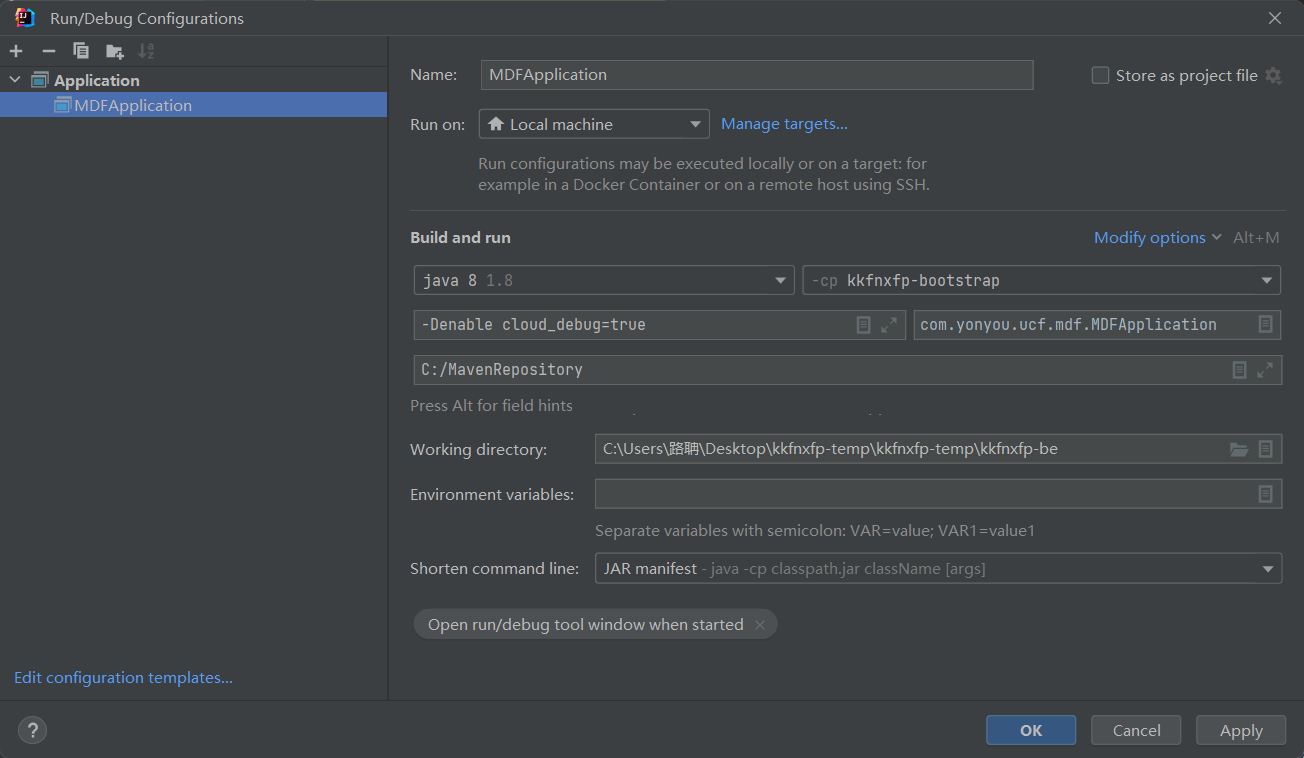 Run/Debug Configurations
Application
MDFApplication
Edit configuration templates...
Name: MDFApplication Store as project file
Run on: Local machine Manage targets...
Run configurations may be executed locally or on a target: for
example in a Docker Container or on a remote host using SSH.
Build and run Modify options Alt+M
java 8 1.8 -cp kkfnxfp-bootstrap
-Denable cloud_debug=true com.yonyou.ucf.mdf.MDFApplication
C:/MavenRepository
Press Alt for field hints
Working directory: C:\Users\路聃\Desktop\kkfnxfp-temp\kkfnxfp-temp\kkfnxfp-be
Environment variables:
Separate variables with semicolon: VAR=value; VAR1=value1
Shorten command line: JAR manifest - java -cp classpath.jar className [args]
Open run/debug tool window when started
? OK Cancel Apply